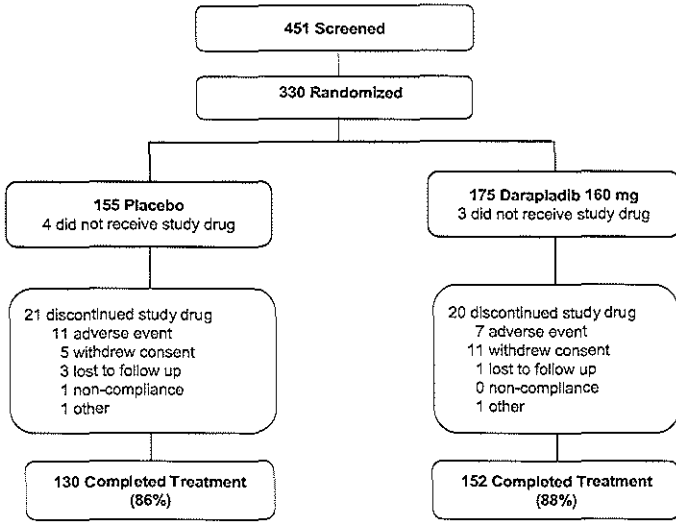 451 Screened
330 Randomized
155 Placebo
4 did not receive study drug
175 Darapladib 160 mg
3 did not receive study drug
21 discontinued study drug
11 adverse event
5 withdrew consent
3 lost to follow up
1 non-compliance
1 other
20 discontinued study drug
7 adverse event
11 withdrew consent
1 lost to follow up
0 non-compliance
1 other
130 Completed Treatment
(86%)
152 Completed Treatment
(88%)